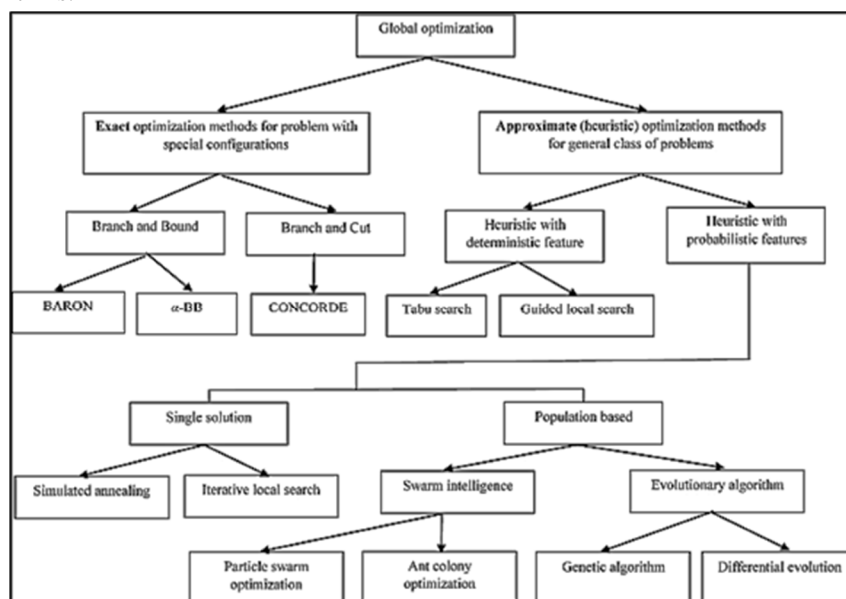 Global optimization
Exact optimization methods for problem with
special configurations
Approximate (heuristic) optimization methods
for general class of problems
Branch and Bound
Branch and Cut
Heuristic with
deterministic feature
Heuristic with
probabilistic features
BARON
α-BB
CONCORDE
Tabu search
Guided local search
Single solution
Population based
Simulated annealing
Iterative local search
Swarm intelligence
Evolutionary algorithm
Particle swarm
optimization
Ant colony
optimization
Genetic algorithm
Differential evolution